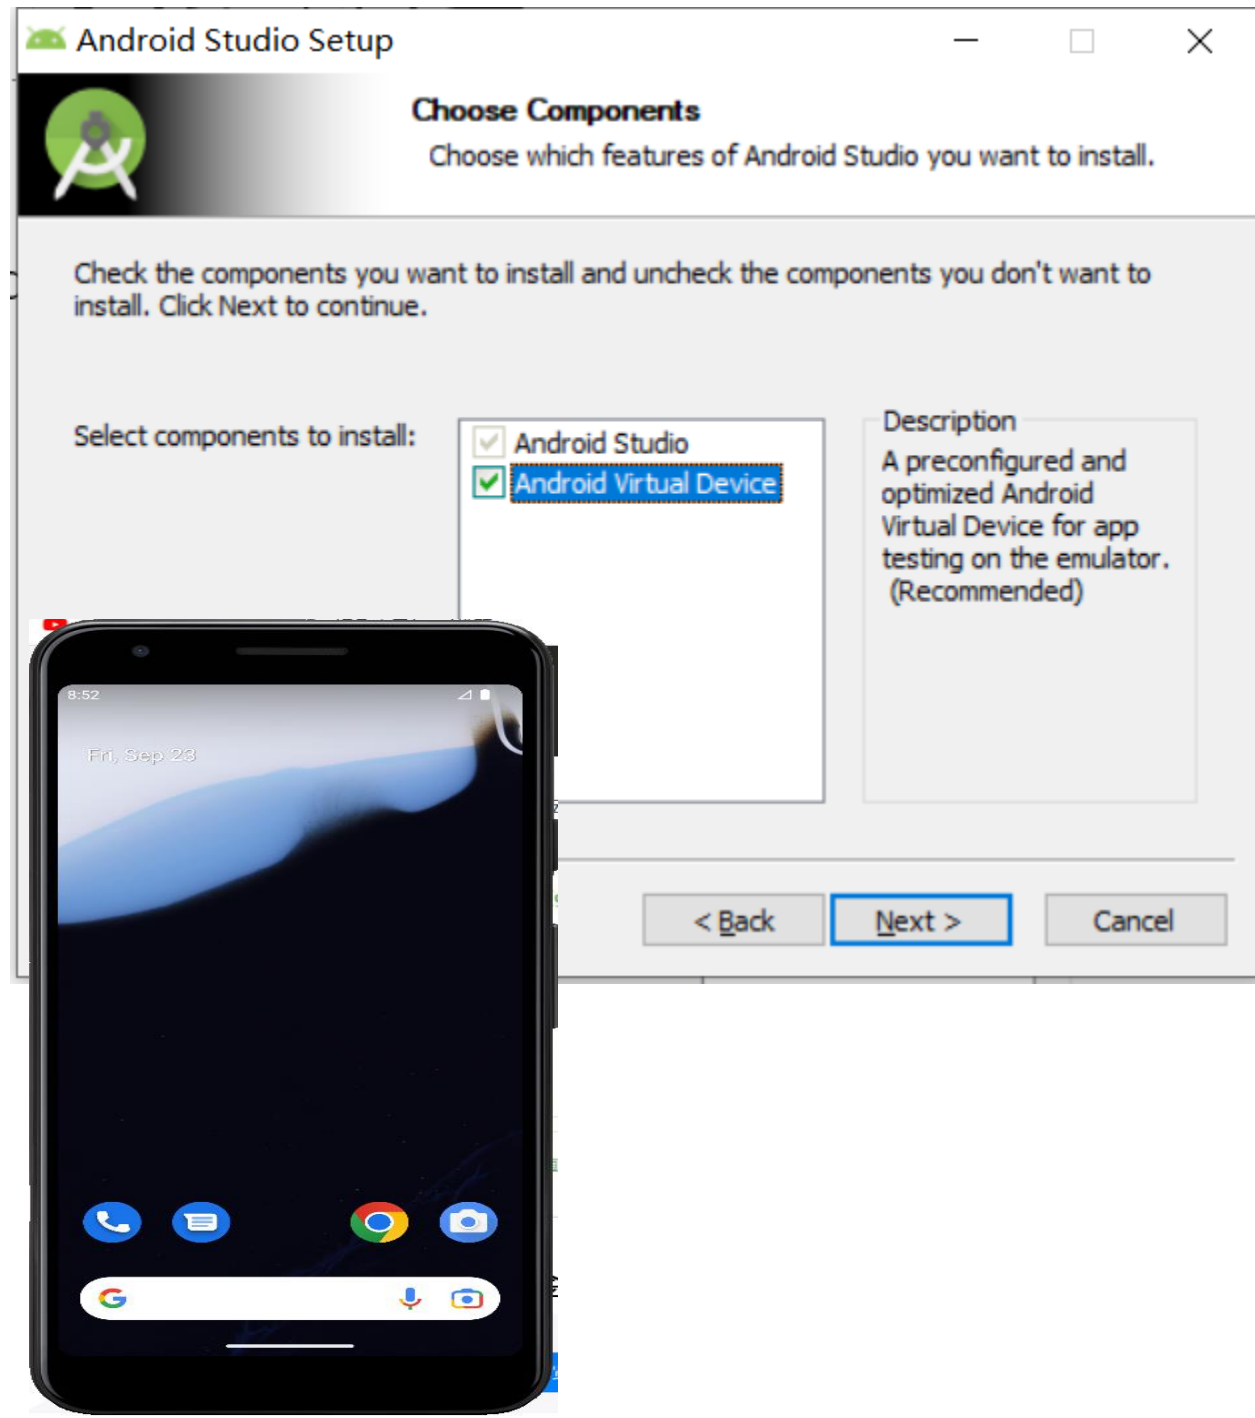 Android Studio Setup
Choose Components
Choose which features of Android Studio you want to install.
Check the components you want to install and uncheck the components you don't want to
install. Click Next to continue.
Select components to install:
Android Studio
Android Virtual Device
Description
A preconfigured and
optimized Android
Virtual Device for app
testing on the emulator.
(Recommended)
< Back
Next >
Cancel
8:52
Fri, Sep 23